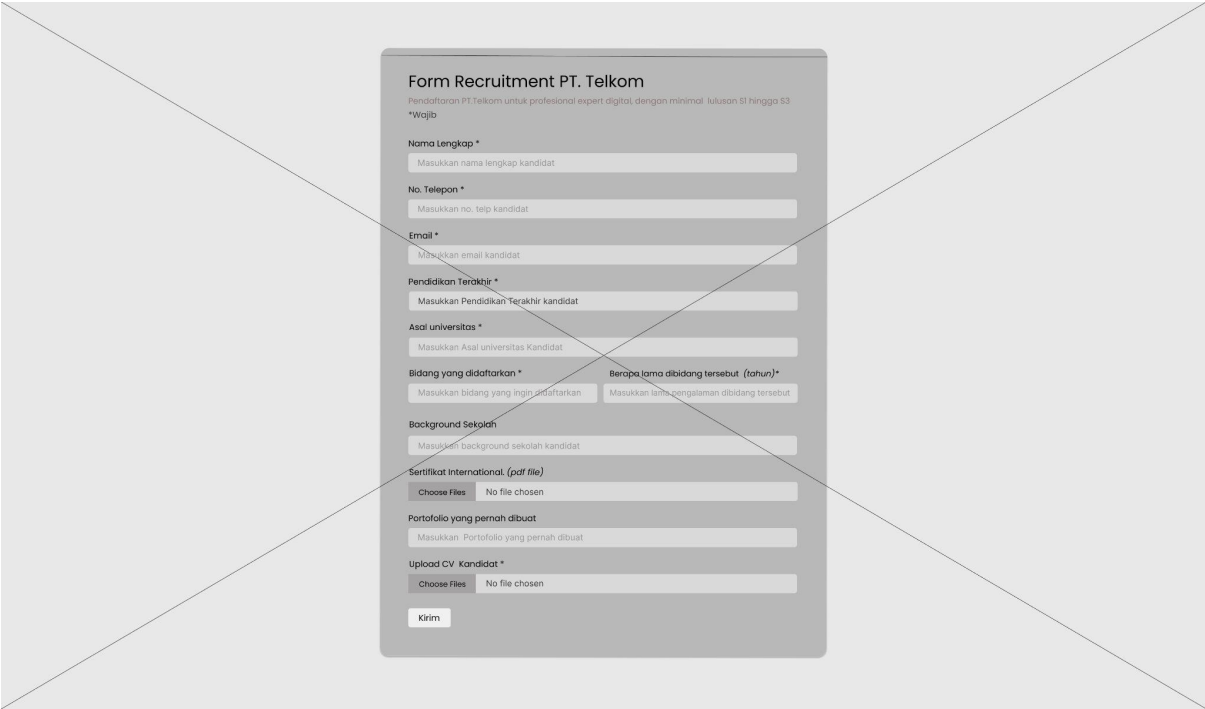 Form Recruitment PT. Telkom
Pendaftaran PT.Telkom untuk profesional expert digital, dengan minimal lulusan S1 hingga S3
*Wajib
Nama Lengkap *
Masukkan nama lengkap kandidat
No. Telepon *
Masukkan no. telp kandidat
Email *
Masukkan email kandidat
Pendidikan Terakhir *
Masukkan Pendidikan Terakhir kandidat
Asal universitas *
Masukkan Asal universitas Kandidat
Bidang yang didaftarkan * Berapa lama dibidang tersebut (tahun)*
Masukkan bidang yang ingin didaftarkan Masukkan lama pengalaman dibidang tersebut
Background Sekolah
Masukkan background sekolah kandidat
Sertifikat International. (pdf file)
Choose Files No file chosen
Portofolio yang pernah dibuat
Masukkan Portofolio yang pernah dibuat
Upload CV Kandidat *
Choose Files No file chosen
Kirim